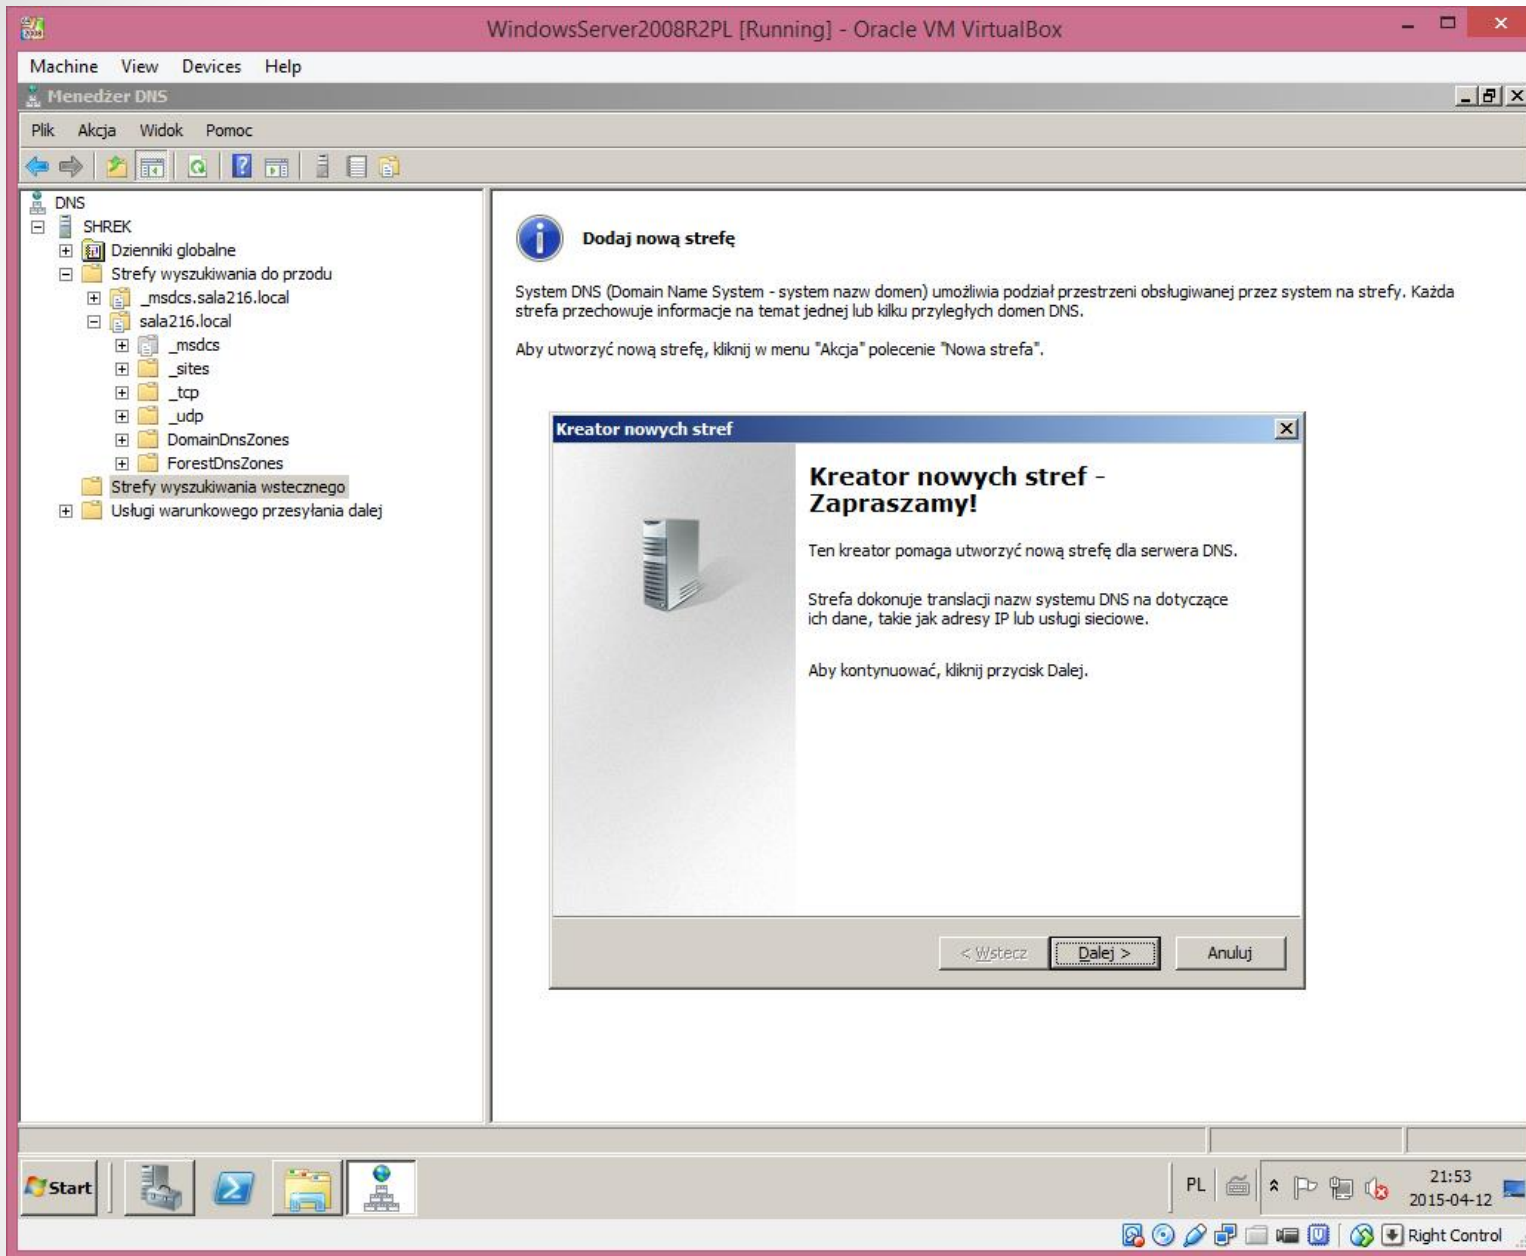 WindowsServer2008R2PL [Running] - Oracle VM VirtualBox
Machine View Devices Help
Menedżer DNS
Plik Akcja Widok Pomoc
DNS
SHREK
Dzienniki globalne
Strefy wyszukiwania do przodu
_msdcs.sala216.local
sala216.local
_msdcs
_sites
_tcp
_udp
DomainDnsZones
ForestDnsZones
Strefy wyszukiwania wstecznego
Usługi warunkowego przesyłania dalej
Dodaj nową strefę
System DNS (Domain Name System - system nazw domen) umożliwia podział przestrzeni obsługiwanej przez system na strefy. Każda
strefa przechowuje informacje na temat jednej lub kilku przyległych domen DNS.
Aby utworzyć nową strefę, kliknij w menu "Akcja" polecenie "Nowa strefa".
Kreator nowych stref
Kreator nowych stref -
Zapraszamy!
Ten kreator pomaga utworzyć nową strefę dla serwera DNS.
Strefa dokonuje translacji nazw systemu DNS na dotyczące
ich dane, takie jak adresy IP lub usługi sieciowe.
Aby kontynuować, kliknij przycisk Dalej.
< Wstecz Dalej > Anuluj
Start PL 21:53
2015-04-12
Right Control